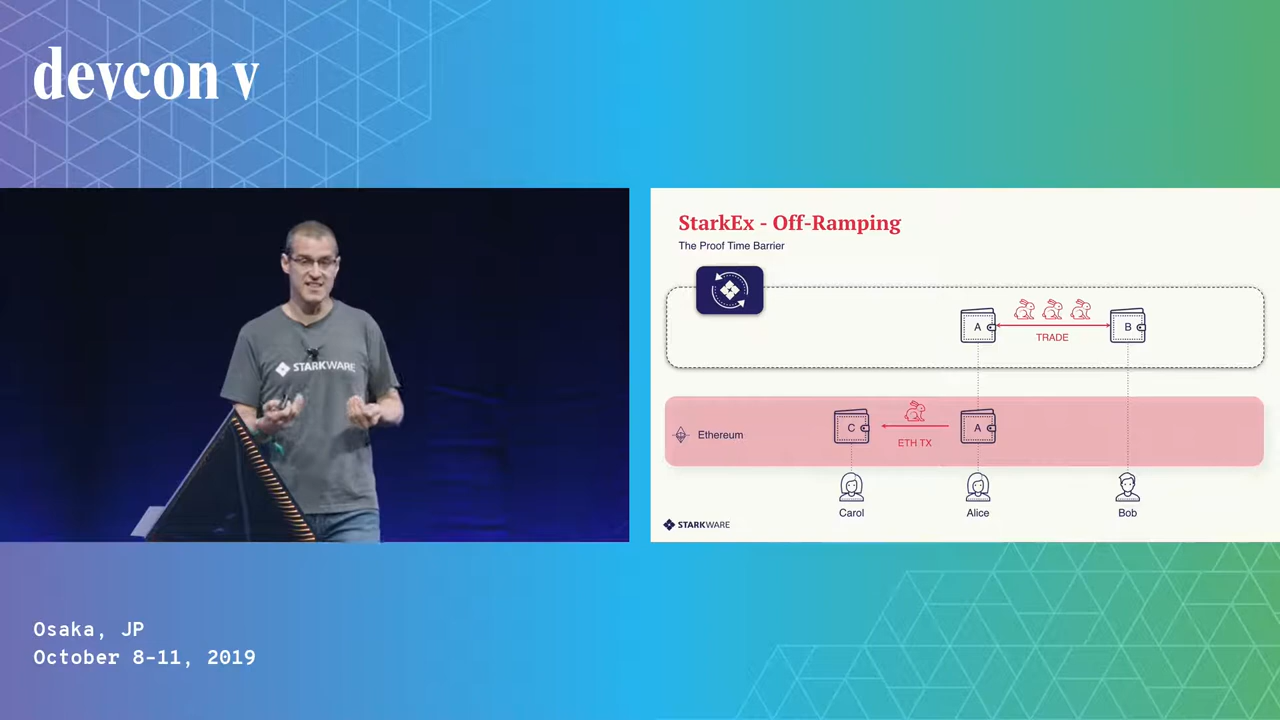 devcon v
STARKWARE
StarkEx - Off-Ramping
The Proof Time Barrier
A
B
TRADE
Ethereum
C
A
ETH TX
Carol
Alice
Bob
STARKWARE
Osaka, JP
October 8-11, 2019